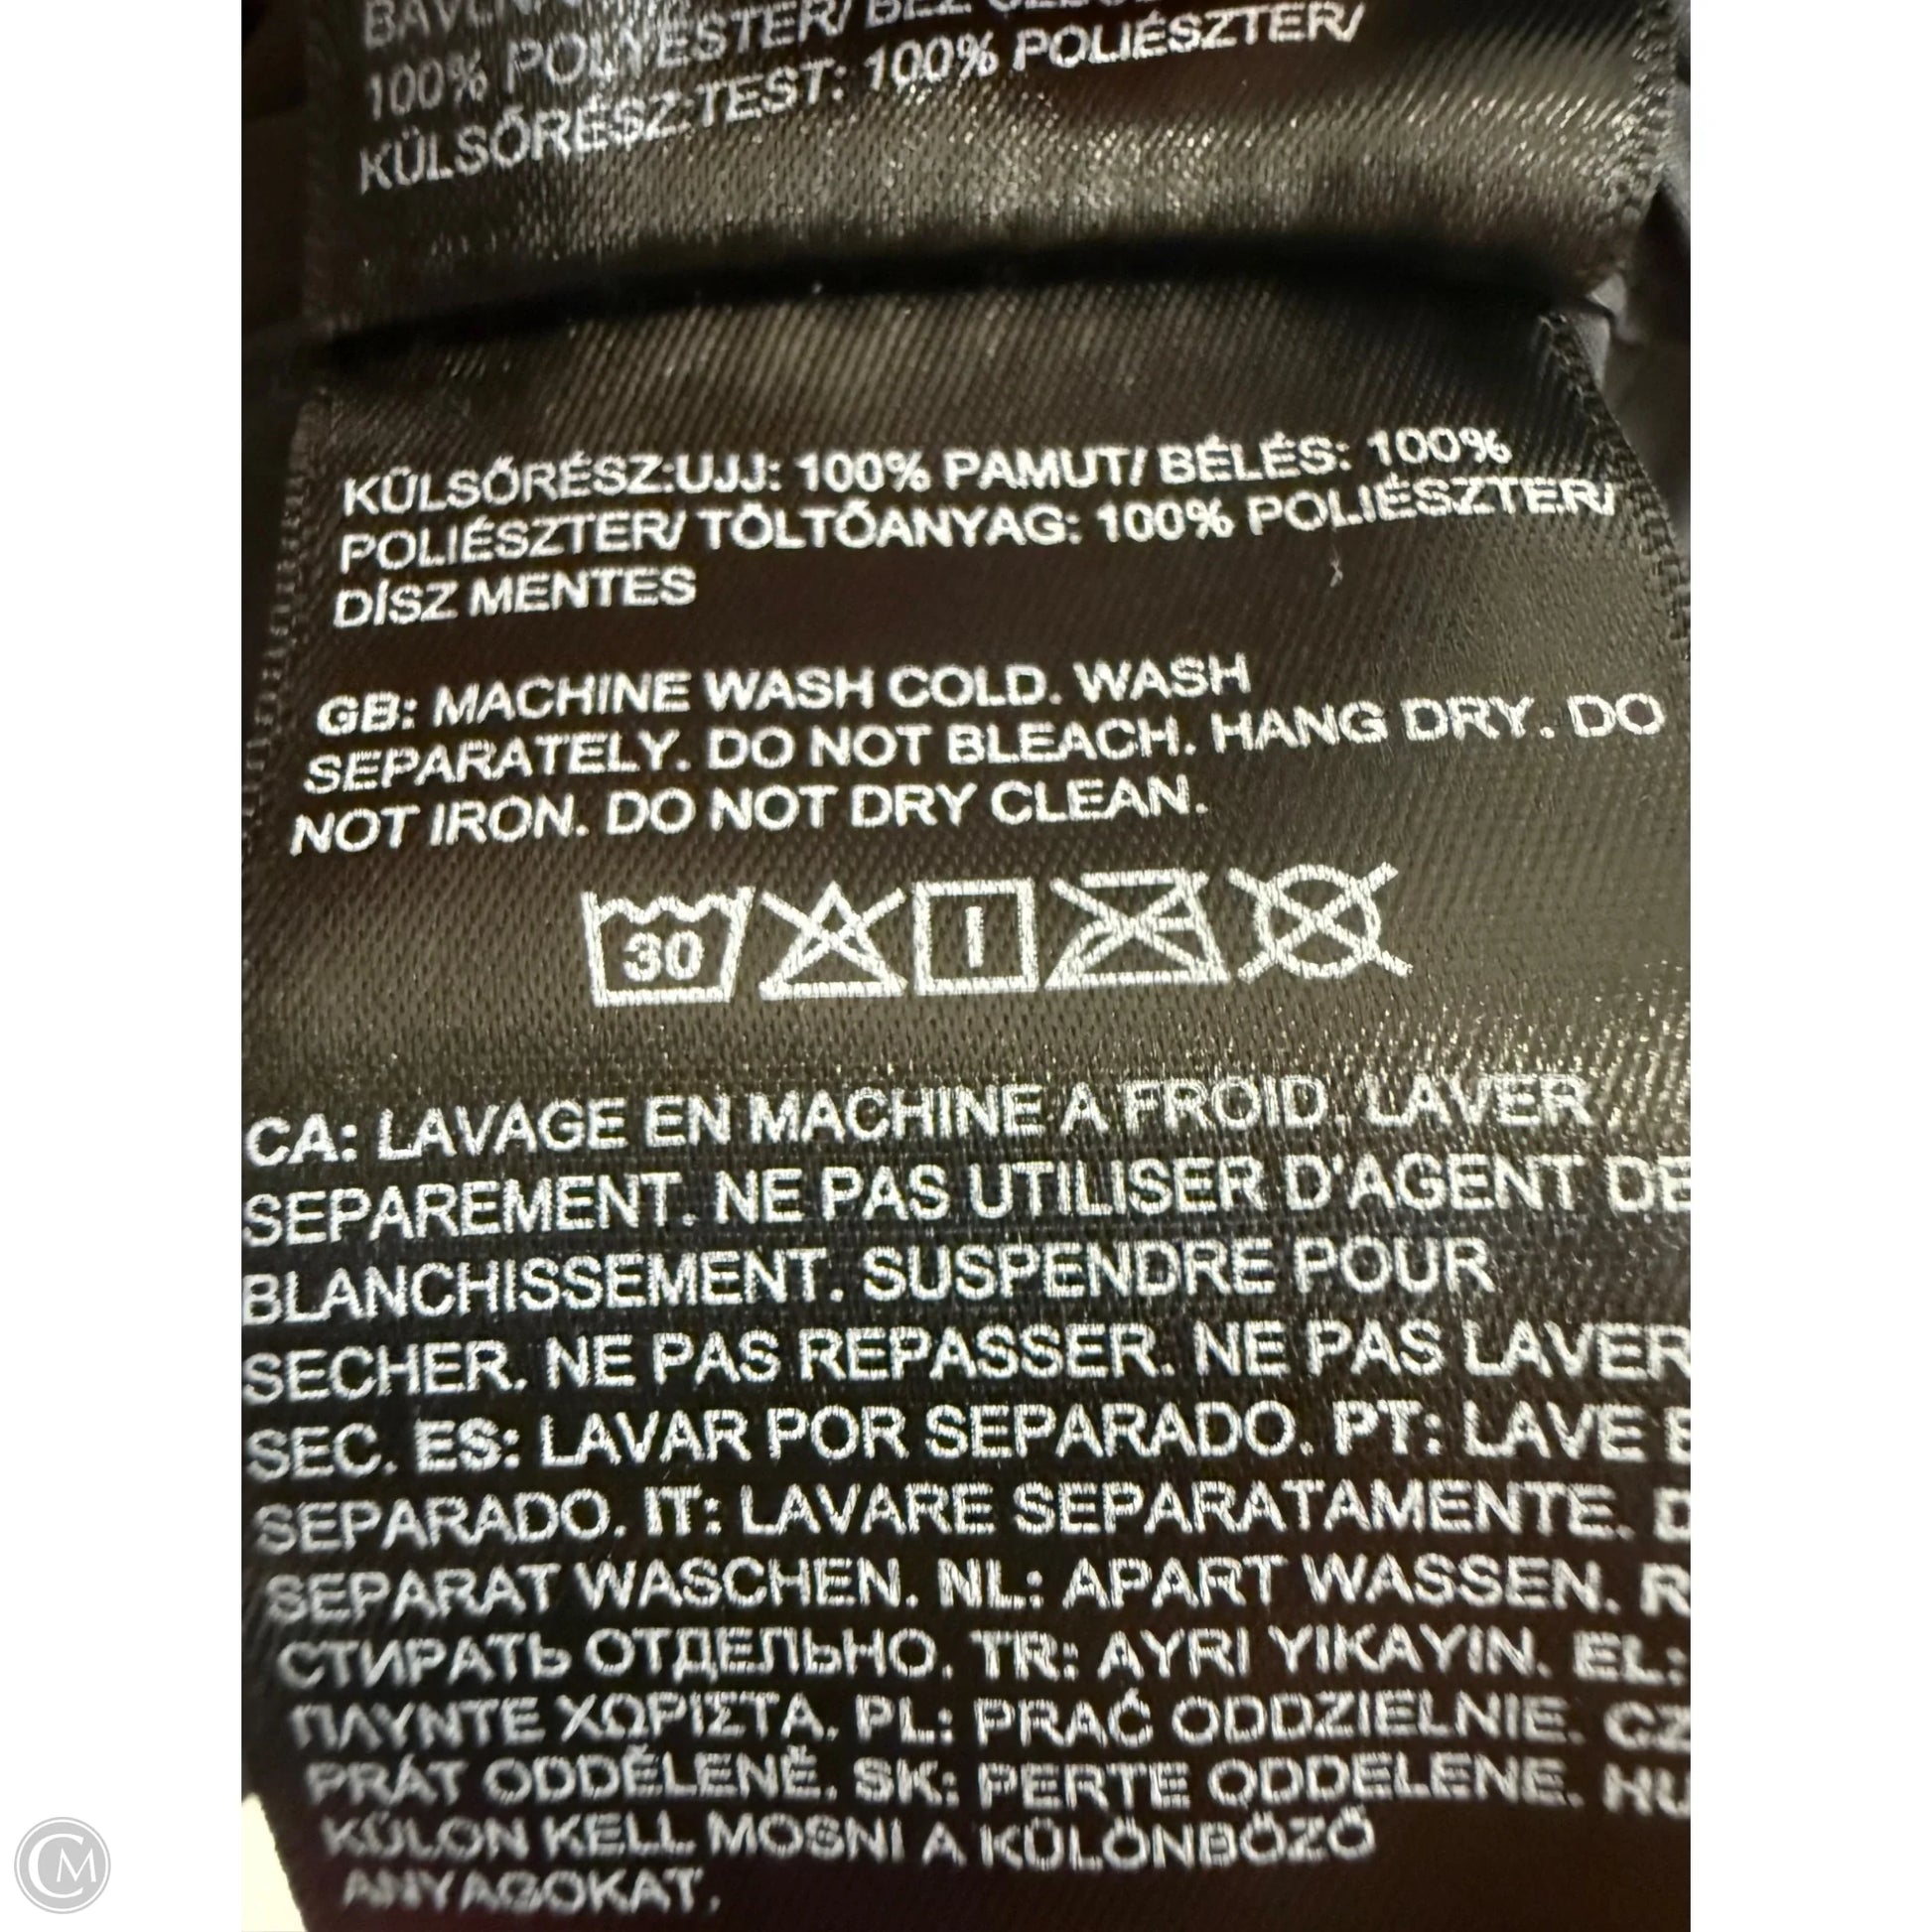 100% POLYESTER/ BEZ
KÜLSŐRÉSZ:TEST: 100% POLIÉSZTER/
KÜLSŐRÉSZ:UJJ: 100% PAMUT/ BÉLÉS: 100%
POLIÉSZTER/ TÖLTŐANYAG: 100% POLIÉSZTER/
DÍSZ MENTES
GB: MACHINE WASH COLD. WASH
SEPARATELY. DO NOT BLEACH. HANG DRY. DO
NOT IRON. DO NOT DRY CLEAN.
30
CA: LAVAGE EN MACHINE A FROID. LAVER
SEPAREMENT. NE PAS UTILISER D'AGENT DE
BLANCHISSEMENT. SUSPENDRE POUR
SECHER. NE PAS REPASSER. NE PAS LAVER
SEC. ES: LAVAR POR SEPARADO. PT: LAVE E
SEPARADO. IT: LAVARE SEPARATAMENTE. D
SEPARAT WASCHEN. NL: APART WASSEN. R
СТИРАТЬ ОТДЕЛЬНО. TR: AYRI YIKAYIN. EL:
ΠΛΥΝΤΕ ΧΩΡΙΣΤΑ. PL: PRAĆ ODDZIELNIE. CZ
PRÁT ODDĚLENĚ. SK: PERTE ODDELENE. HU
KÜLÖN KELL MOSNI A KÜLÖNBÖZŐ
ANYAGOKAT.
CM